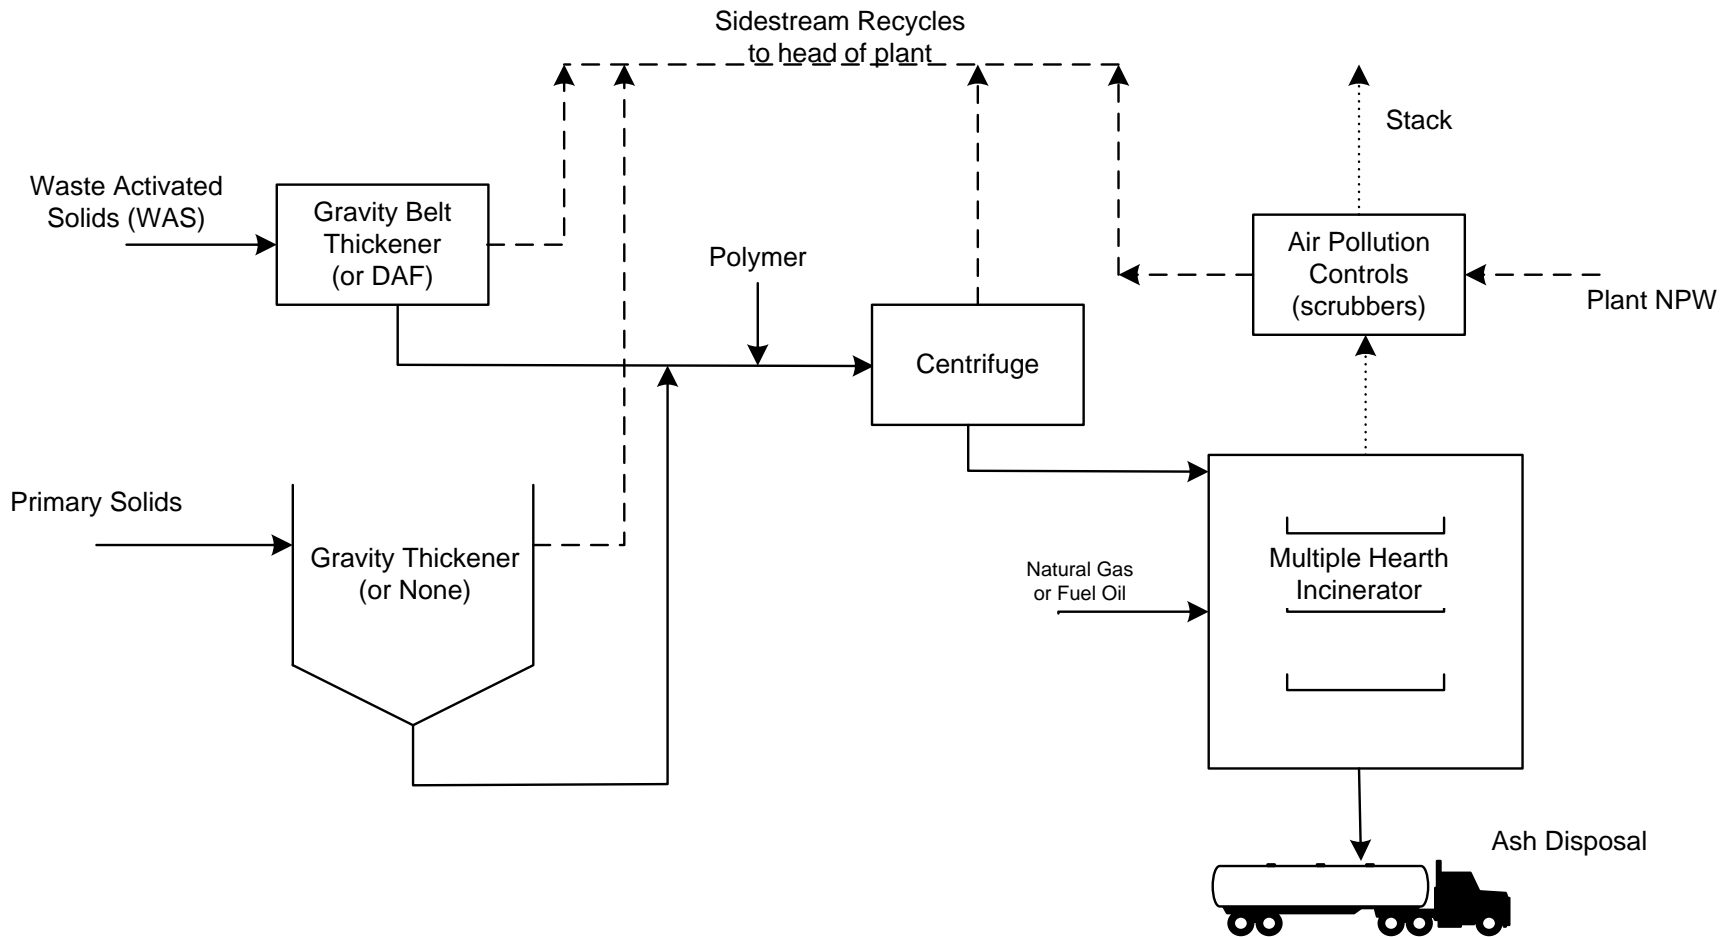 Sidestream Recycles
to head of plant
Stack
Waste Activated
Solids (WAS)
Gravity Belt
Thickener
(or DAF)
Polymer
Air Pollution
Controls
(scrubbers)
Plant NPW
Centrifuge
Primary Solids
Gravity Thickener
(or None)
Natural Gas
or Fuel Oil
Multiple Hearth
Incinerator
Ash Disposal